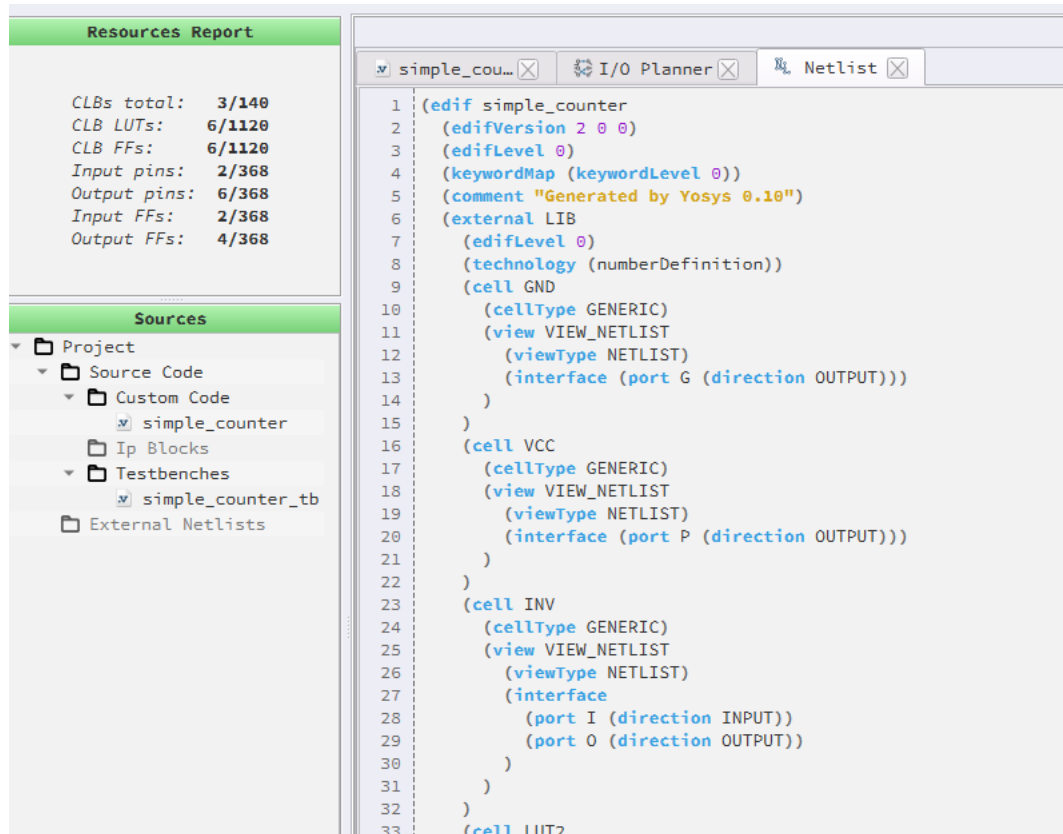 Resources Report
CLBs total: 3/140
CLB LUTs: 6/1120
CLB FFs: 6/1120
Input pins: 2/368
Output pins: 6/368
Input FFs: 2/368
Output FFs: 4/368
Sources
Project
Source Code
Custom Code
simple_counter
Ip Blocks
Testbenches
simple_counter_tb
External Netlists
simple_cou… I/O Planner Netlist
1 (edif simple_counter
2 (edifVersion 2 0 0)
3 (edifLevel 0)
4 (keywordMap (keywordLevel 0))
5 (comment "Generated by Yosys 0.10")
6 (external LIB
7 (edifLevel 0)
8 (technology (numberDefinition))
9 (cell GND
10 (cellType GENERIC)
11 (view VIEW_NETLIST
12 (viewType NETLIST)
13 (interface (port G (direction OUTPUT)))
14 )
15 )
16 (cell VCC
17 (cellType GENERIC)
18 (view VIEW_NETLIST
19 (viewType NETLIST)
20 (interface (port P (direction OUTPUT)))
21 )
22 )
23 (cell INV
24 (cellType GENERIC)
25 (view VIEW_NETLIST
26 (viewType NETLIST)
27 (interface
28 (port I (direction INPUT))
29 (port O (direction OUTPUT))
30 )
31 )
32 )
33 (cell LUT2